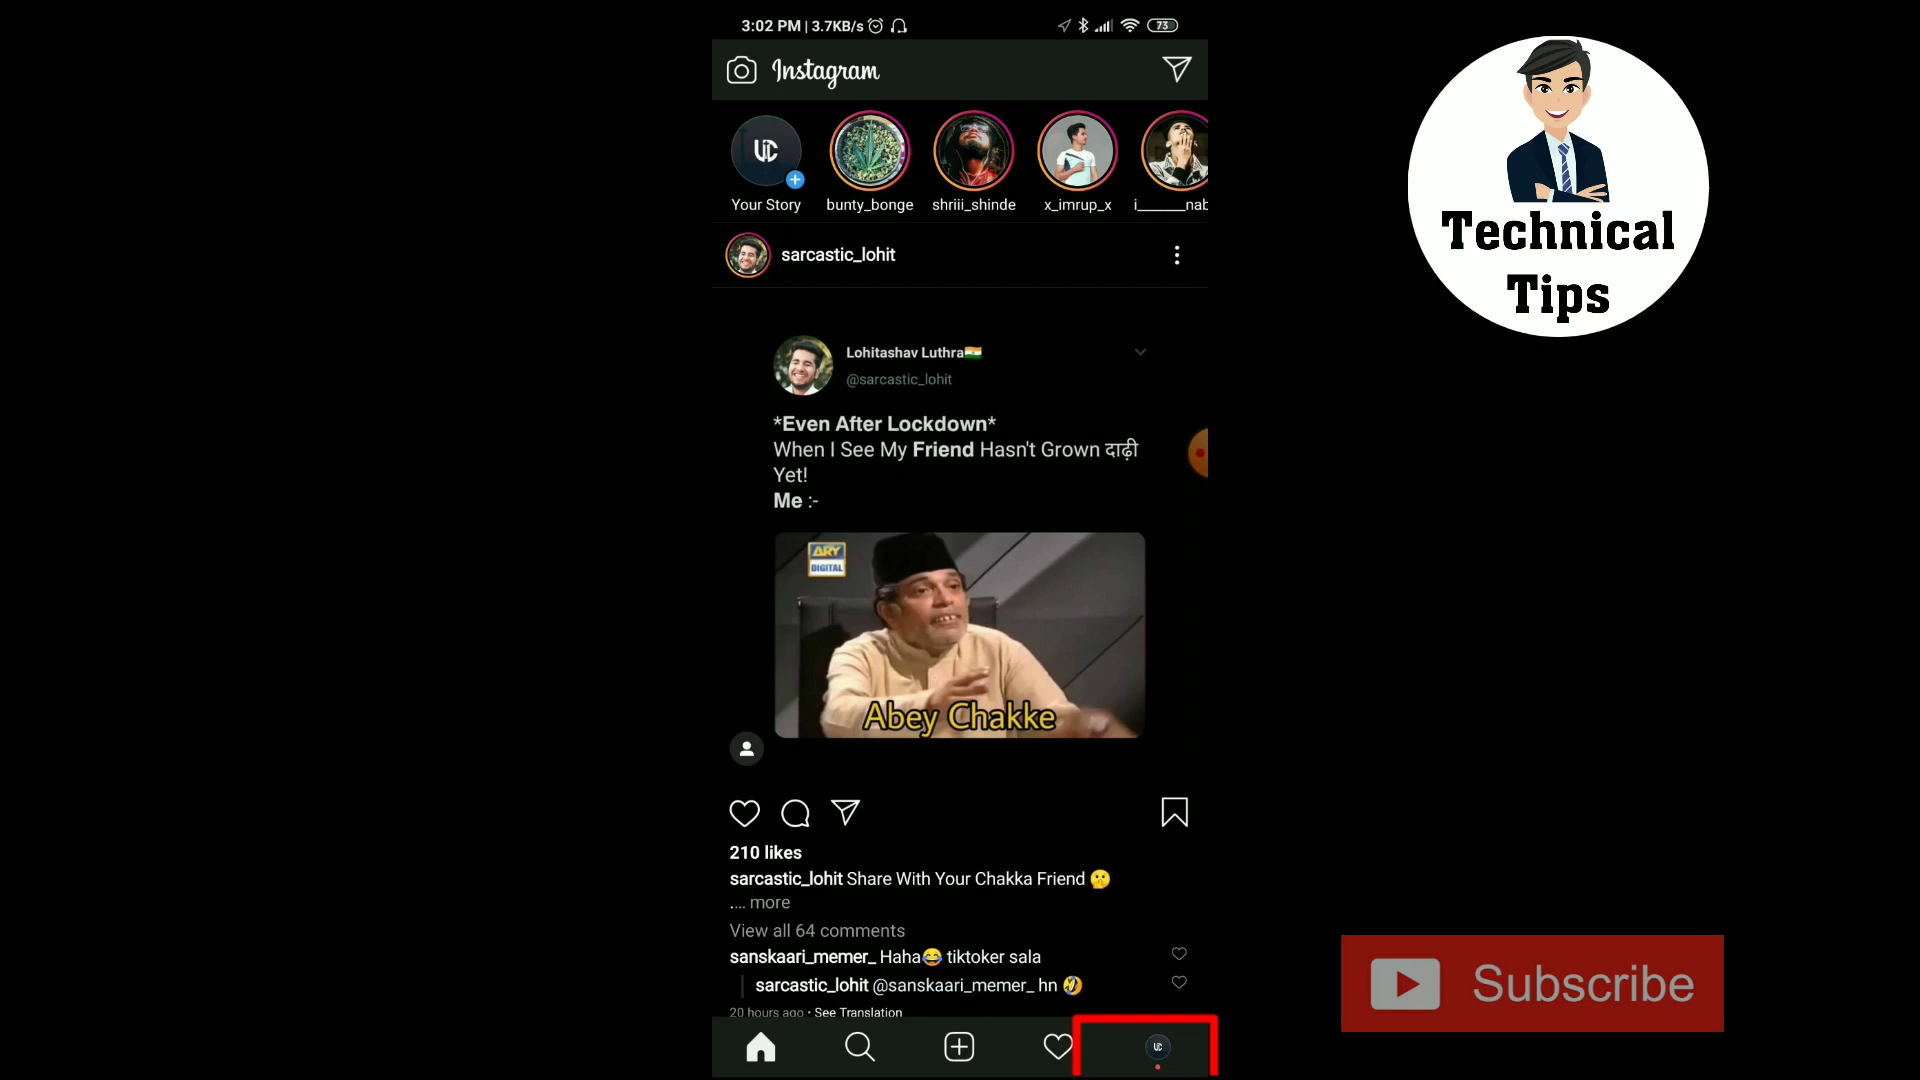 3:02 PM | 3.7KB/s
73
Instagram
UC
Your Story
bunty_bonge
shriii_shinde
x_imrup_x
i_______nab
sarcastic_lohit
Lohitashav Luthra🇮🇳
@sarcastic_lohit
*Even After Lockdown*
When I See My Friend Hasn't Grown दाढ़ी
Yet!
Me :-
ARY
DIGITAL
Abey Chakke
210 likes
sarcastic_lohit Share With Your Chakka Friend 🤫
.... more
View all 64 comments
sanskaari_memer_ Haha😂 tiktoker sala
sarcastic_lohit @sanskaari_memer_ hn 🤣
20 hours ago • See Translation
UC
Technical
Tips
Subscribe